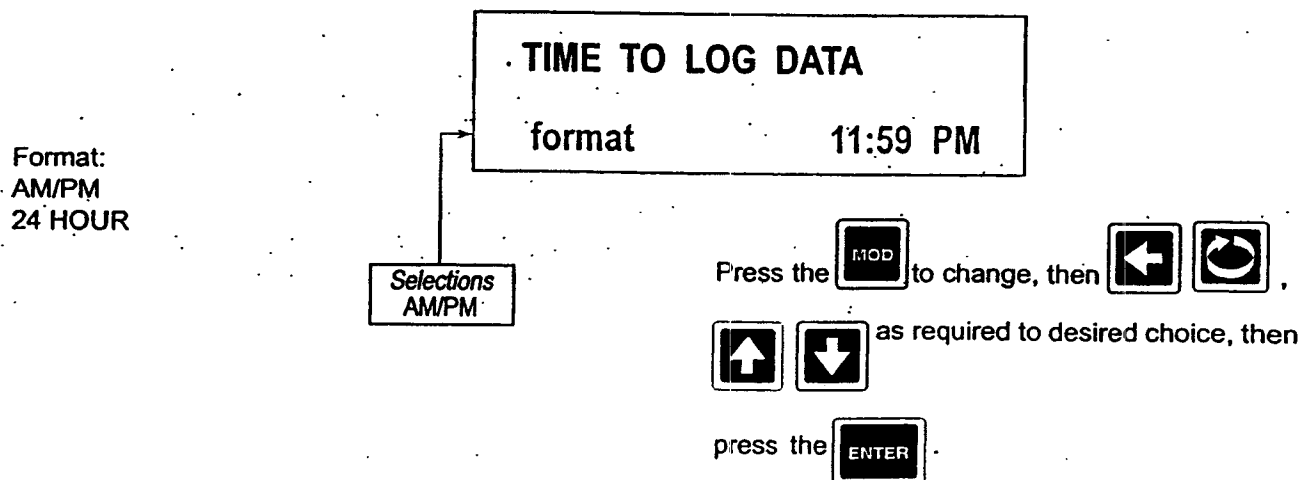 TIME TO LOG DATA
format 11:59 PM
Format:
AM/PM
24 HOUR
Selections
AM/PM
Press the MOD to change, then ,
as required to desired choice, then
press the ENTER .